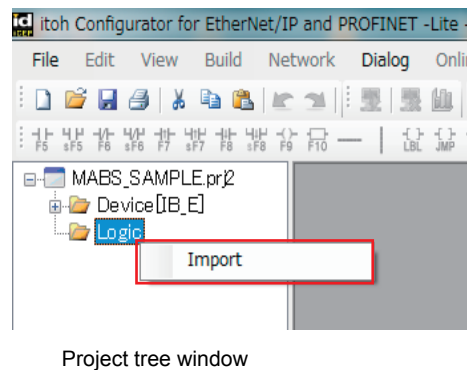 itoh Configurator for EtherNet/IP and PROFINET -Lite -
File Edit View Build Network Dialog Onli
F5 sF5 F6 sF6 F7 sF7 F8 sF8 F9 F10 LBL JMP
MABS_SAMPLE.prj2
Device[IB_E]
Logic
Import
Project tree window